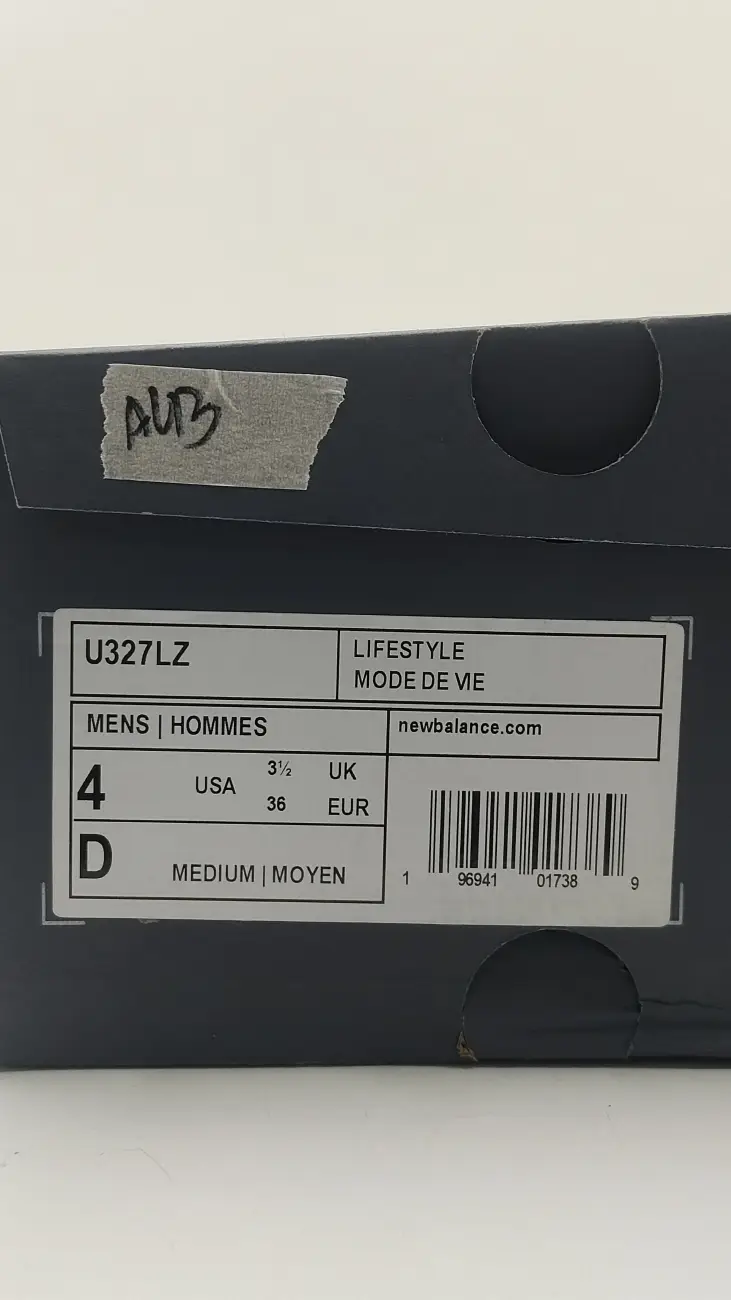 AUB
U327LZ
LIFESTYLE
MODE DE VIE
MENS | HOMMES
newbalance.com
4 USA 3½ UK
36 EUR
D MEDIUM | MOYEN
1 96941 01738 9